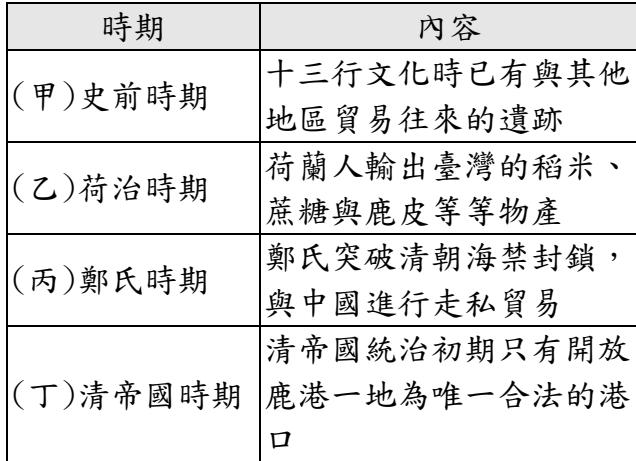 時期 內容
(甲)史前時期 十三行文化時已有與其他
地區貿易往來的遺跡
(乙)荷治時期 荷蘭人輸出臺灣的稻米、
蔗糖與鹿皮等等物產
(丙)鄭氏時期 鄭氏突破清朝海禁封鎖，
與中國進行走私貿易
(丁)清帝國時期 清帝國統治初期只有開放
鹿港一地為唯一合法的港
口